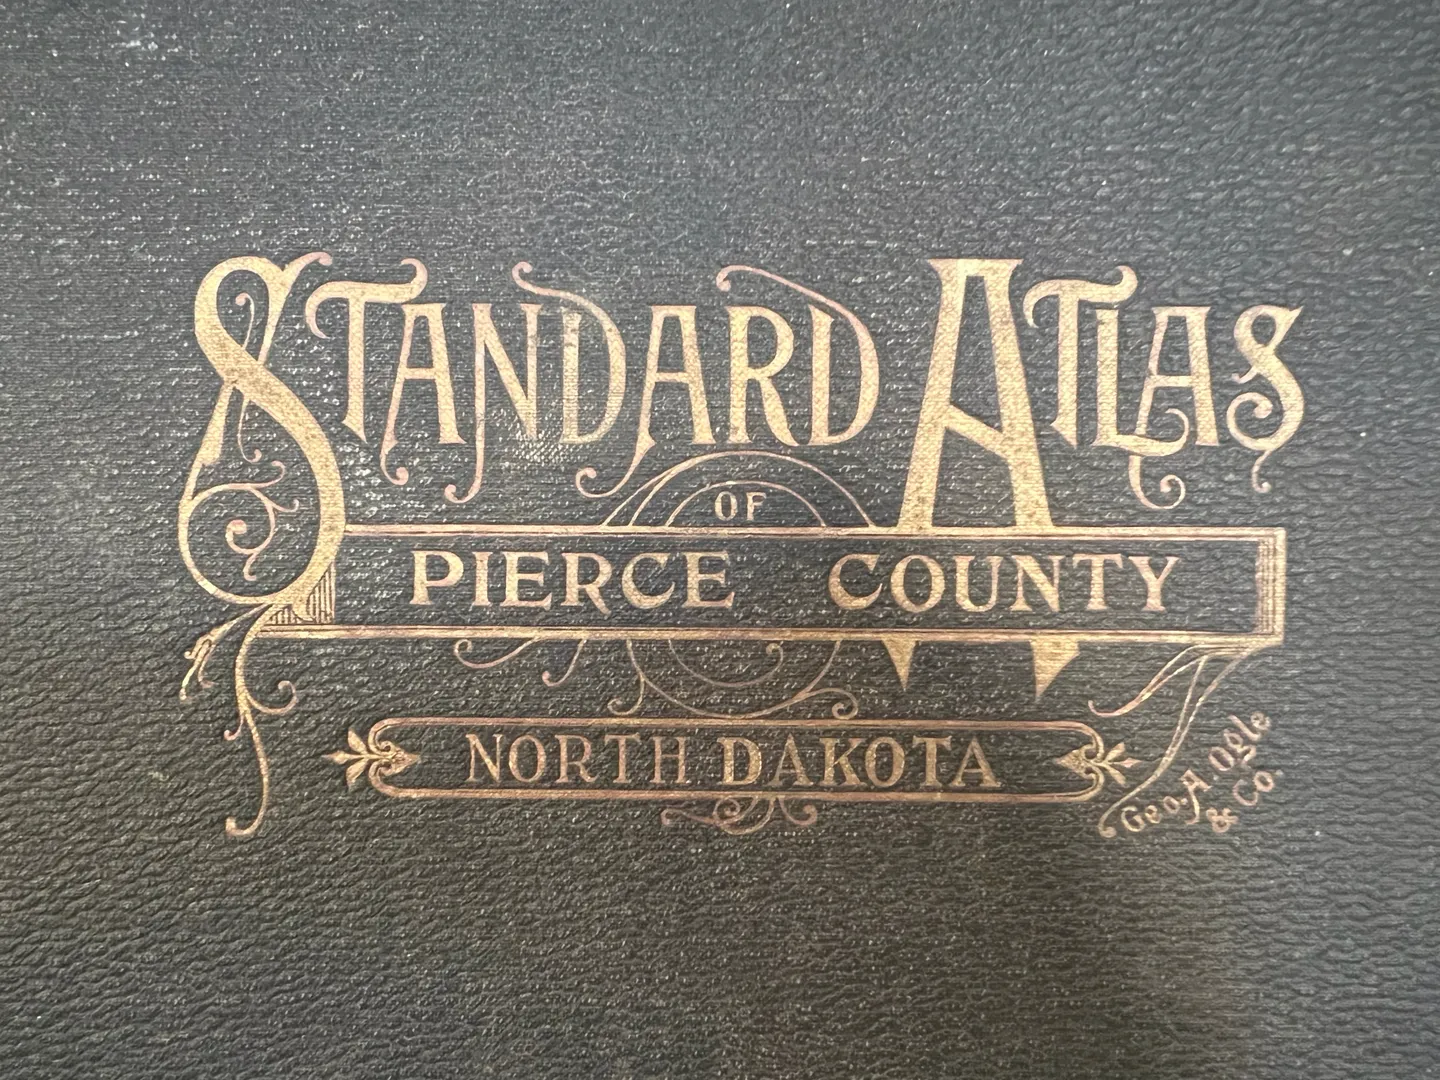 STANDARD ATLAS
OF
PIERCE COUNTY
NORTH DAKOTA
Geo. A. Ogle
& Co.